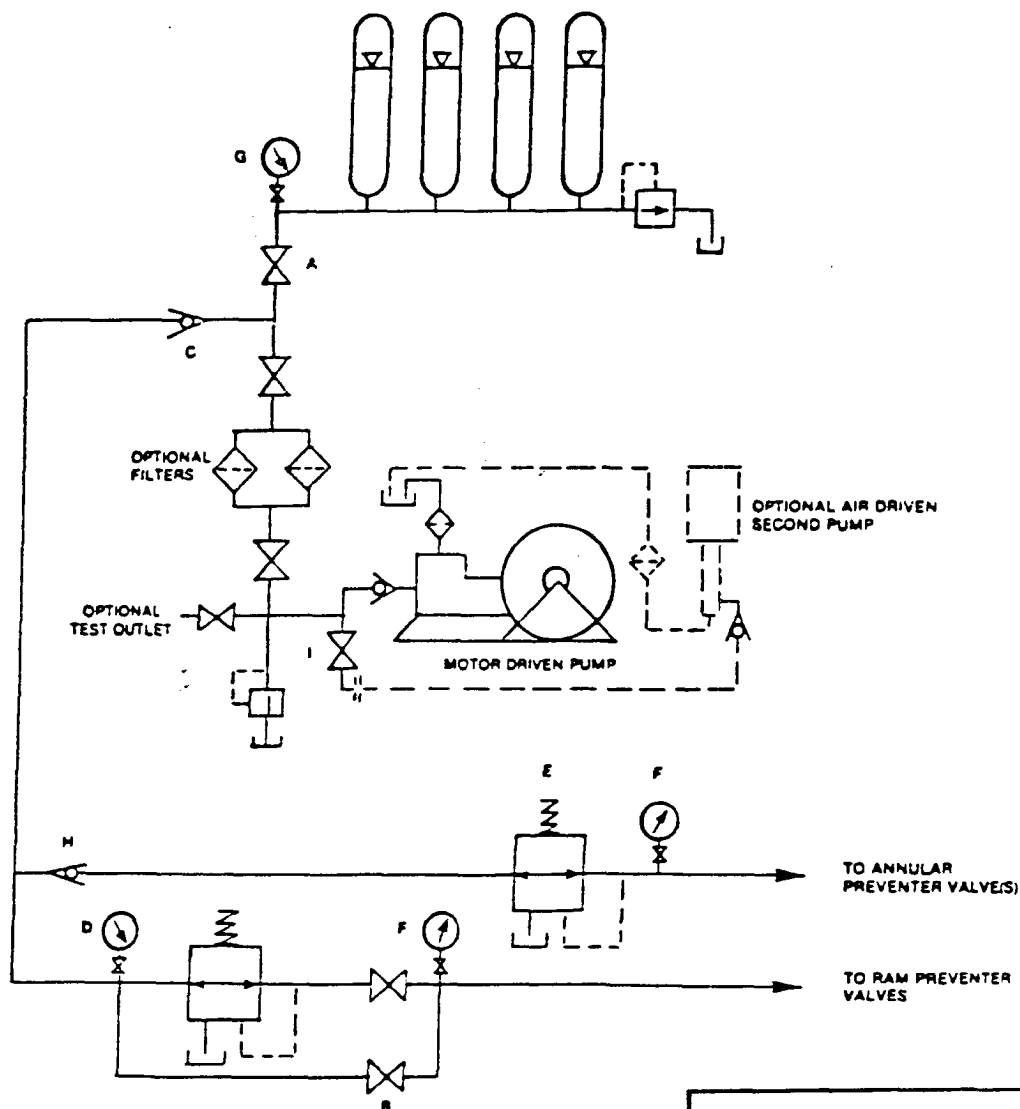 G
A
C
OPTIONAL
FILTERS
OPTIONAL AIR DRIVEN
SECOND PUMP
OPTIONAL
TEST OUTLET
I
MOTOR DRIVEN PUMP
E
F
H
TO ANNULAR
PREVENTER VALVE(S)
D
F
TO RAM PREVENTER
VALVES
B